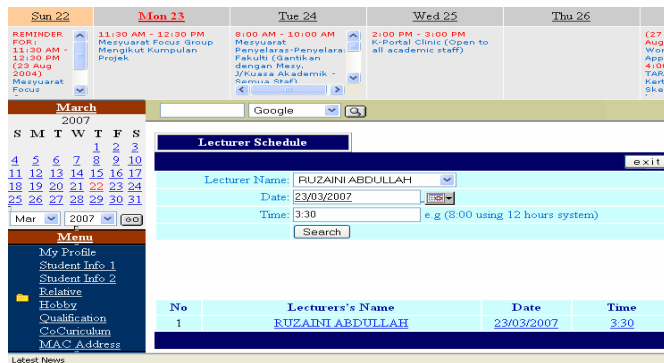 Sun 22
Mon 23
Tue 24
Wed 25
Thu 26
REMINDER
FOR:
11:30 AM -
12:30 PM
(23 Aug
2004)
Mesyuarat
Focus
11:30 AM - 12:30 PM
Mesyuarat Focus Group
Mengikut Kumpulan
Projek
8:00 AM - 10:00 AM
Mesyuarat
Penyelaras-Penyelara
Fakulti (Gantikan
dengan Mesy.
J/Kuasa Akademik -
Semua Staf)
2:00 PM - 3:00 PM
K-Portal Clinic (Open to
all academic staff)
(27
Aug
Wor
App
4:0
TAR
Kert
Ske
March
2007
S M T W T F S
1 2 3
4 5 6 7 8 9 10
11 12 13 14 15 16 17
18 19 20 21 22 23 24
25 26 27 28 29 30 31
Mar 2007 GO
Menu
My Profile
Student Info 1
Student Info 2
Relative
Hobby
Qualification
CoCuriculum
MAC Address
Google
Lecturer Schedule
exit
Lecturer Name: RUZAINI ABDULLAH
Date: 23/03/2007
Time: 3:30 e.g (8:00 using 12 hours system)
Search
No Lecturers's Name Date Time
1 RUZAINI ABDULLAH 23/03/2007 3:30
Latest News